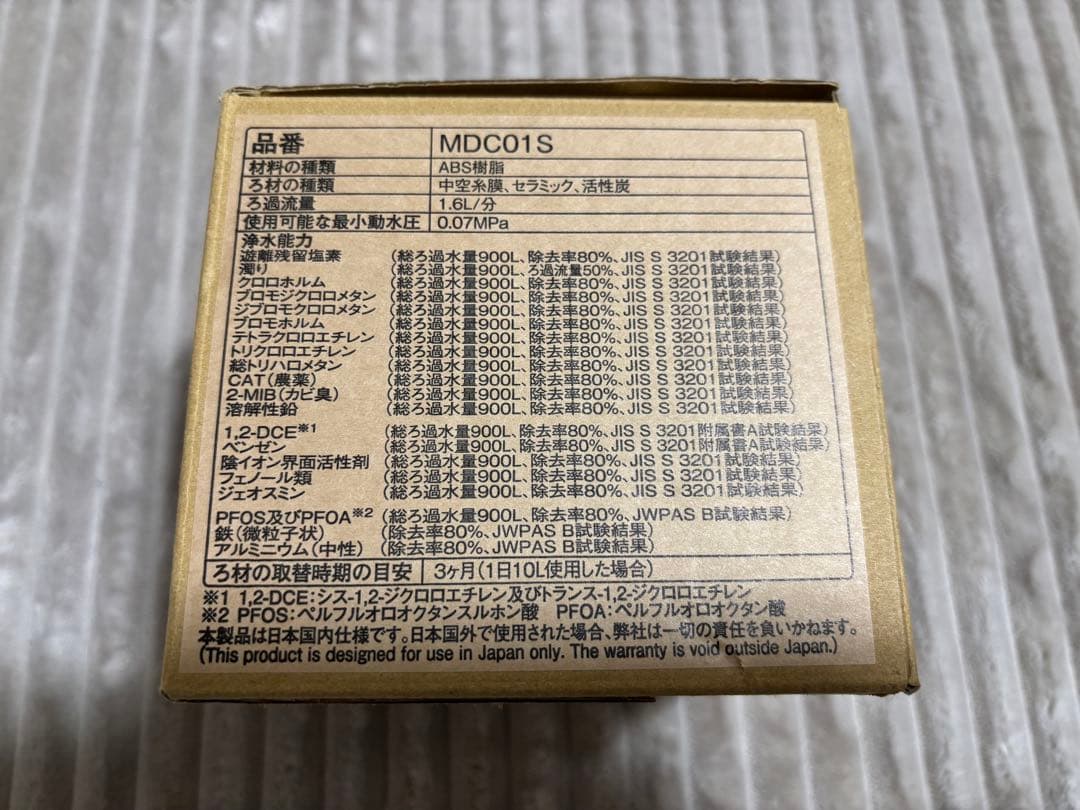 品番 MDC01S
材料の種類 ABS樹脂
ろ材の種類 中空糸膜、セラミック、活性炭
ろ過流量 1.6L/分
使用可能な最小動水圧 0.07MPa
浄水能力
遊離残留塩素 (総ろ過水量900L、除去率80%、JIS S 3201試験結果)
濁り (総ろ過水量900L、ろ過流量50%、JIS S 3201試験結果)
クロロホルム (総ろ過水量900L、除去率80%、JIS S 3201試験結果)
ブロモジクロロメタン (総ろ過水量900L、除去率80%、JIS S 3201試験結果)
ジブロモクロロメタン (総ろ過水量900L、除去率80%、JIS S 3201試験結果)
ブロモホルム (総ろ過水量900L、除去率80%、JIS S 3201試験結果)
テトラクロロエチレン (総ろ過水量900L、除去率80%、JIS S 3201試験結果)
トリクロロエチレン (総ろ過水量900L、除去率80%、JIS S 3201試験結果)
総トリハロメタン (総ろ過水量900L、除去率80%、JIS S 3201試験結果)
CAT(農薬) (総ろ過水量900L、除去率80%、JIS S 3201試験結果)
2-MIB(カビ臭) (総ろ過水量900L、除去率80%、JIS S 3201試験結果)
溶解性鉛 (総ろ過水量900L、除去率80%、JIS S 3201試験結果)
1,2-DCE※1 (総ろ過水量900L、除去率80%、JIS S 3201附属書A試験結果)
ベンゼン (総ろ過水量900L、除去率80%、JIS S 3201附属書A試験結果)
陰イオン界面活性剤 (総ろ過水量900L、除去率80%、JIS S 3201試験結果)
フェノール類 (総ろ過水量900L、除去率80%、JIS S 3201試験結果)
ジェオスミン (総ろ過水量900L、除去率80%、JIS S 3201試験結果)
PFOS及びPFOA※2 (総ろ過水量900L、除去率80%、JWPAS B試験結果)
鉄(微粒子状) (除去率80%、JWPAS B試験結果)
アルミニウム(中性) (除去率80%、JWPAS B試験結果)
ろ材の取替時期の目安 3ヶ月(1日10L使用した場合)
※1 1,2-DCE:シス-1,2-ジクロロエチレン及びトランス-1,2-ジクロロエチレン
※2 PFOS:ペルフルオロオクタンスルホン酸 PFOA:ペルフルオロオクタン酸
本製品は日本国内仕様です。日本国外で使用された場合、弊社は一切の責任を負いかねます。
(This product is designed for use in Japan only. The warranty is void outside Japan.)